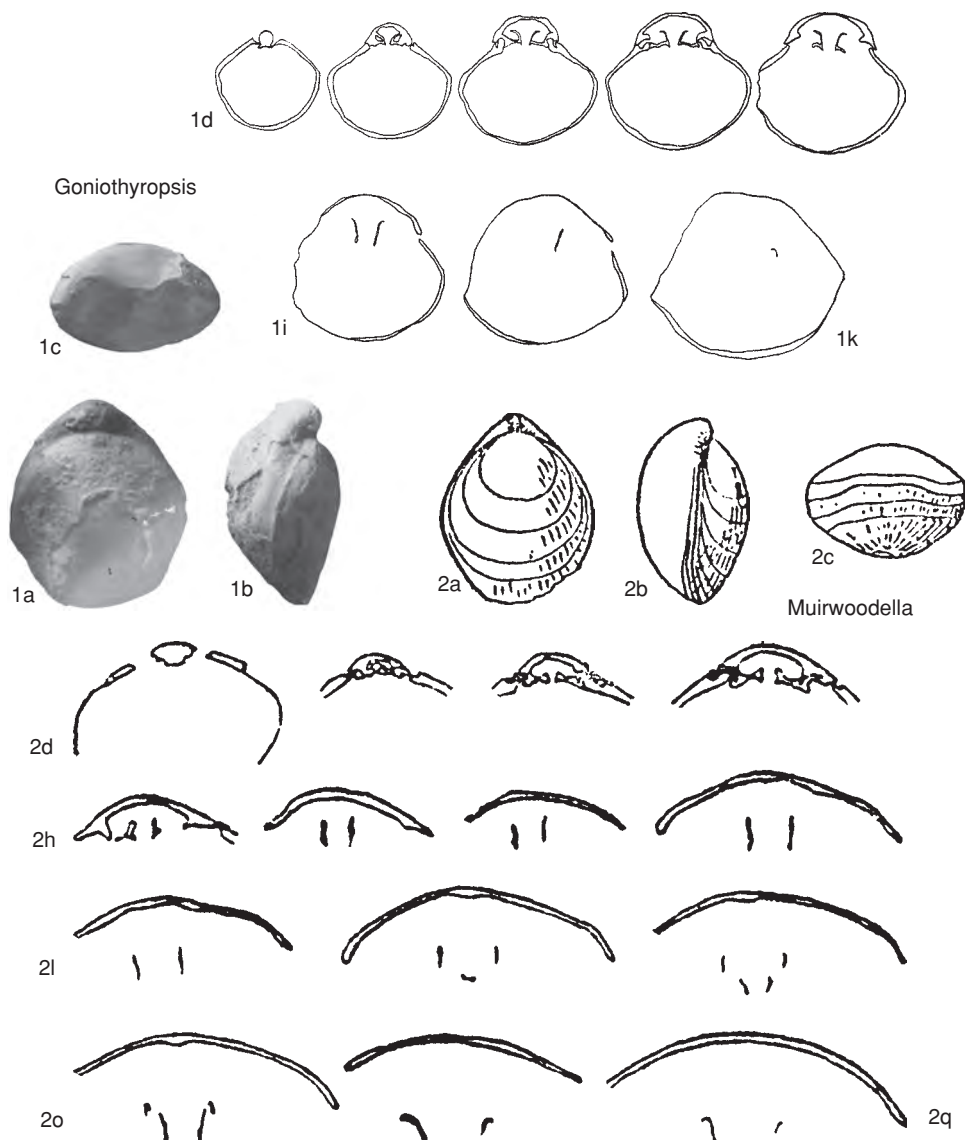 1d
Goniothyropsis
1c
1i
1k
1a
1b
2a
2b
2c
Muirwoodella
2d
2h
2l
2o
2q